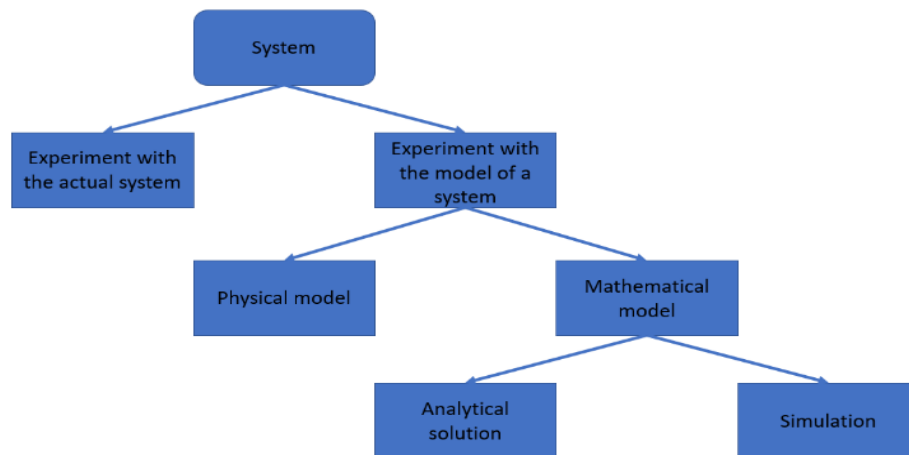 System
Experiment with
the actual system
Experiment with
the model of a
system
Physical model
Mathematical
model
Analytical
solution
Simulation